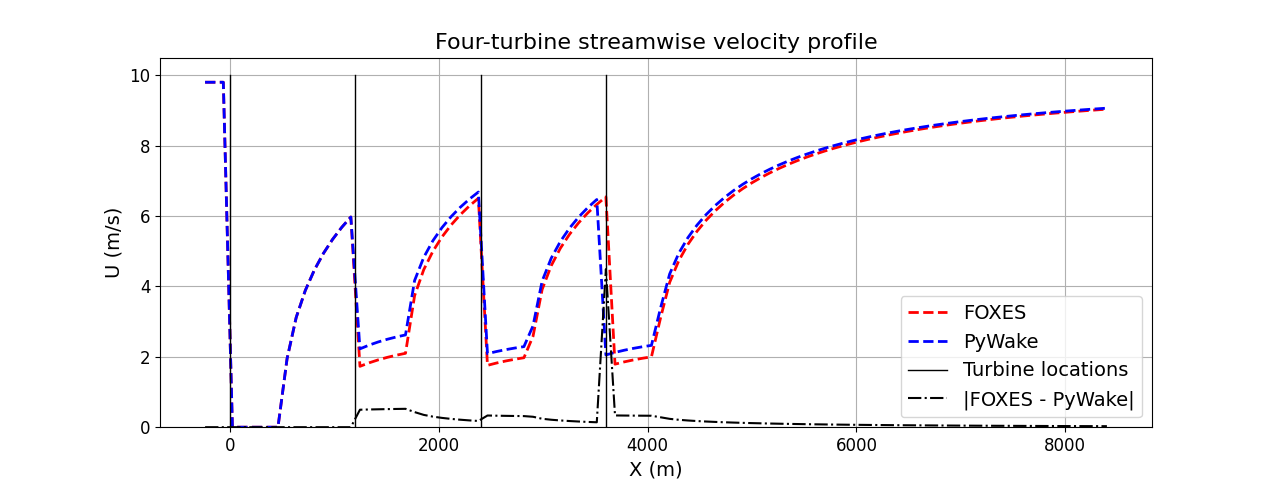 Four-turbine streamwise velocity profile
U (m/s)
10
8
6
4
2
0
0 2000 4000 6000 8000
X (m)
FOXES
PyWake
Turbine locations
|FOXES - PyWake|